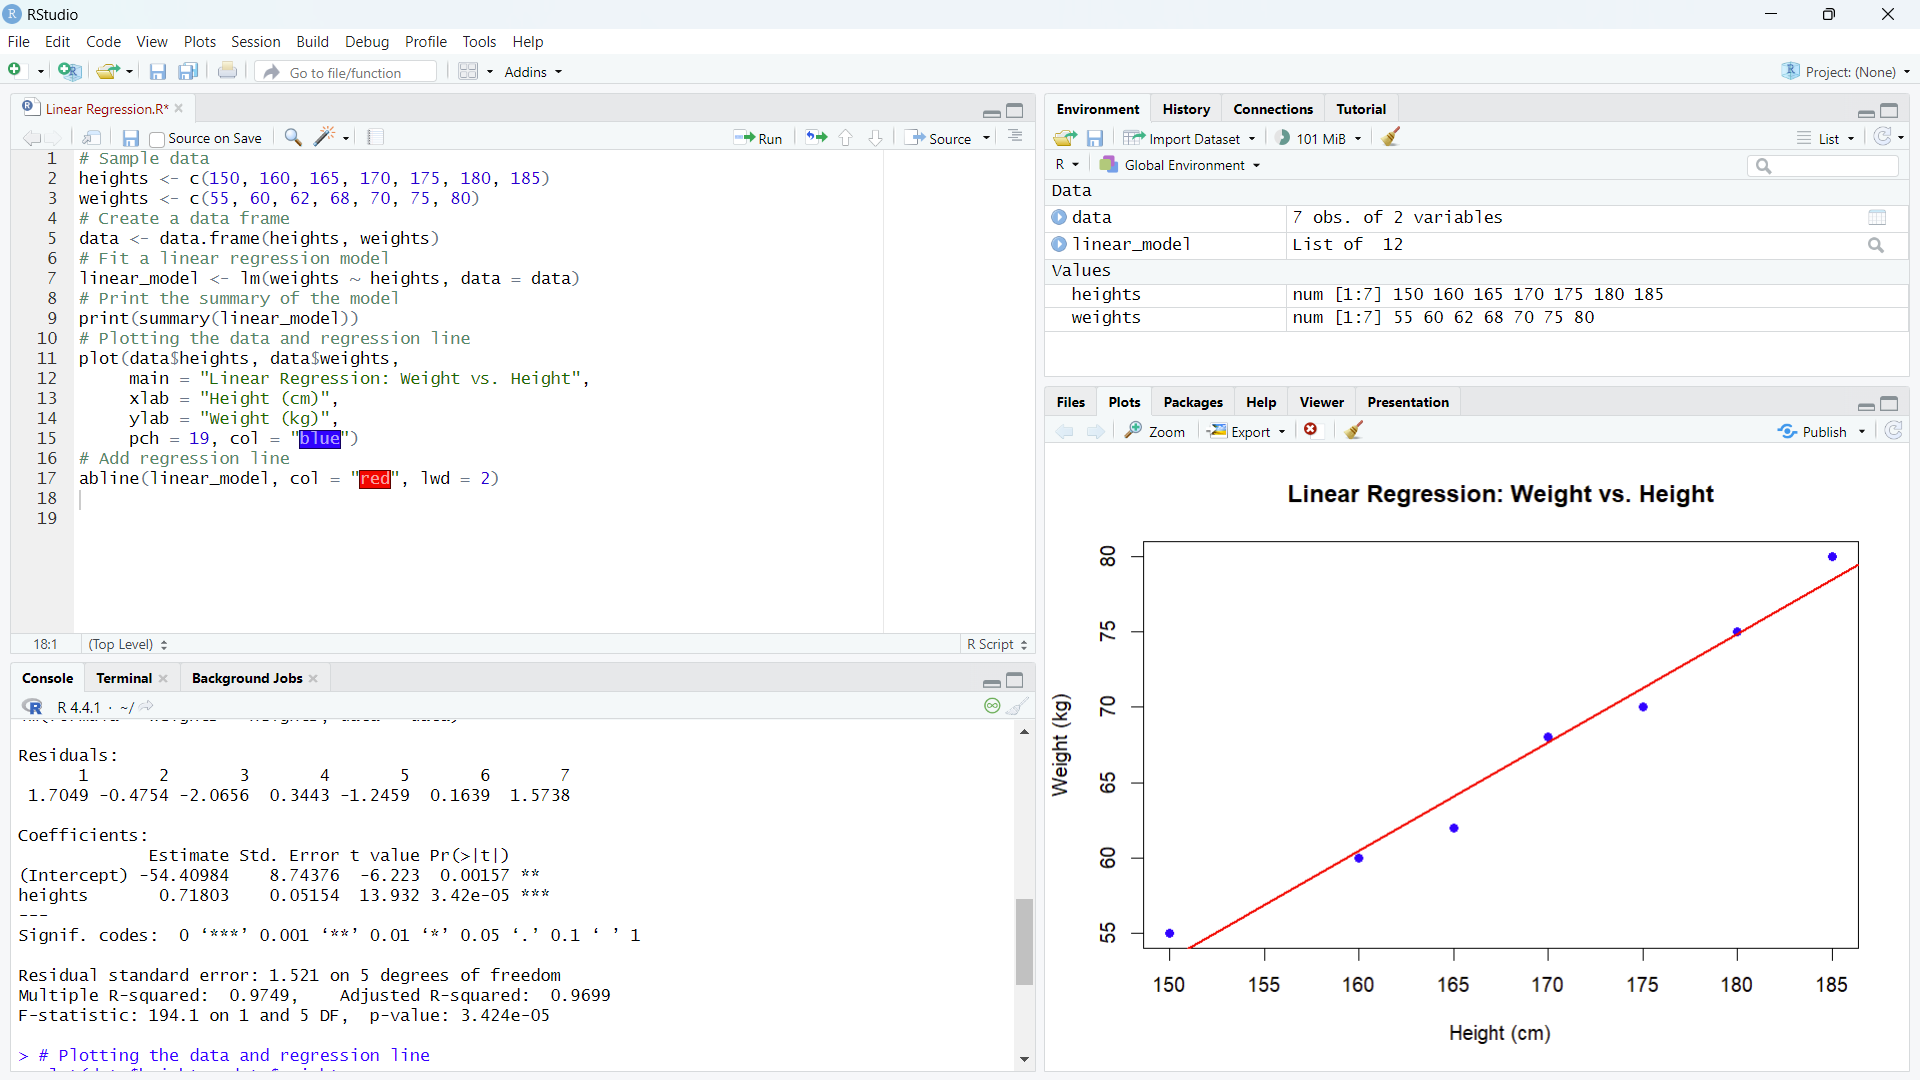 RStudio
File Edit Code View Plots Session Build Debug Profile Tools Help
Go to file/function Addins Project: (None)
Linear Regression.R*
Source on Save Run Source
1 # Sample data
2 heights <- c(150, 160, 165, 170, 175, 180, 185)
3 weights <- c(55, 60, 62, 68, 70, 75, 80)
4 # Create a data frame
5 data <- data.frame(heights, weights)
6 # Fit a linear regression model
7 linear_model <- lm(weights ~ heights, data = data)
8 # Print the summary of the model
9 print(summary(linear_model))
10 # Plotting the data and regression line
11 plot(data$heights, data$weights,
12 main = "Linear Regression: Weight vs. Height",
13 xlab = "Height (cm)",
14 ylab = "Weight (kg)",
15 pch = 19, col = "blue")
16 # Add regression line
17 abline(linear_model, col = "red", lwd = 2)
18
19
18:1 (Top Level) R Script
Console Terminal Background Jobs
R 4.4.1 · ~/
Residuals:
1 2 3 4 5 6 7
1.7049 -0.4754 -2.0656 0.3443 -1.2459 0.1639 1.5738
Coefficients:
Estimate Std. Error t value Pr(>|t|)
(Intercept) -54.40984 8.74376 -6.223 0.00157 **
heights 0.71803 0.05154 13.932 3.42e-05 ***
---
Signif. codes: 0 ‘***’ 0.001 ‘**’ 0.01 ‘*’ 0.05 ‘.’ 0.1 ‘ ’ 1
Residual standard error: 1.521 on 5 degrees of freedom
Multiple R-squared: 0.9749, Adjusted R-squared: 0.9699
F-statistic: 194.1 on 1 and 5 DF, p-value: 3.424e-05
> # Plotting the data and regression line
Environment History Connections Tutorial
Import Dataset 101 MiB List
R Global Environment
Data
data 7 obs. of 2 variables
linear_model List of 12
Values
heights num [1:7] 150 160 165 170 175 180 185
weights num [1:7] 55 60 62 68 70 75 80
Files Plots Packages Help Viewer Presentation
Zoom Export Publish
Linear Regression: Weight vs. Height
Weight (kg)
80
75
70
65
60
55
150 155 160 165 170 175 180 185
Height (cm)